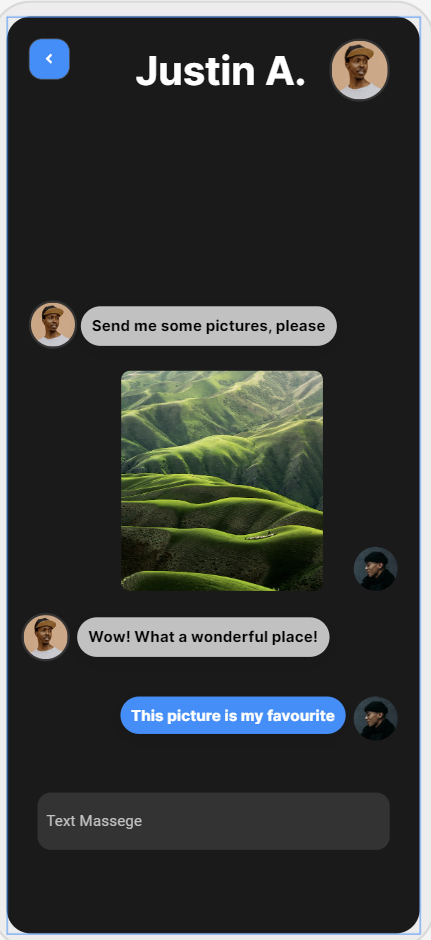 Justin A.
Send me some pictures, please
Wow! What a wonderful place!
This picture is my favourite
Text Massege